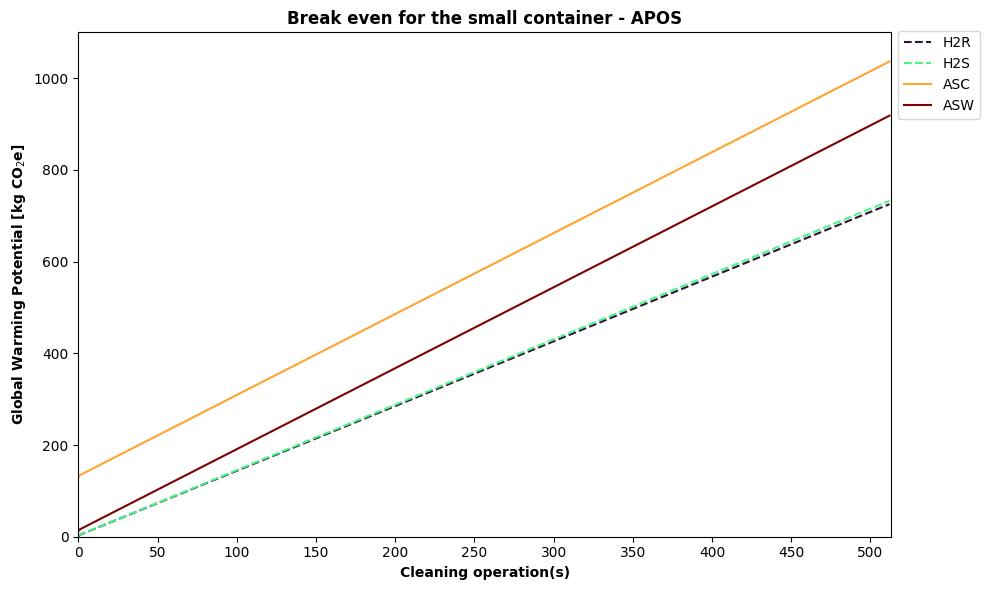 Break even for the small container - APOS
H2R
H2S
ASC
ASW
Global Warming Potential [kg CO₂e]
1000
800
600
400
200
0
0 50 100 150 200 250 300 350 400 450 500
Cleaning operation(s)